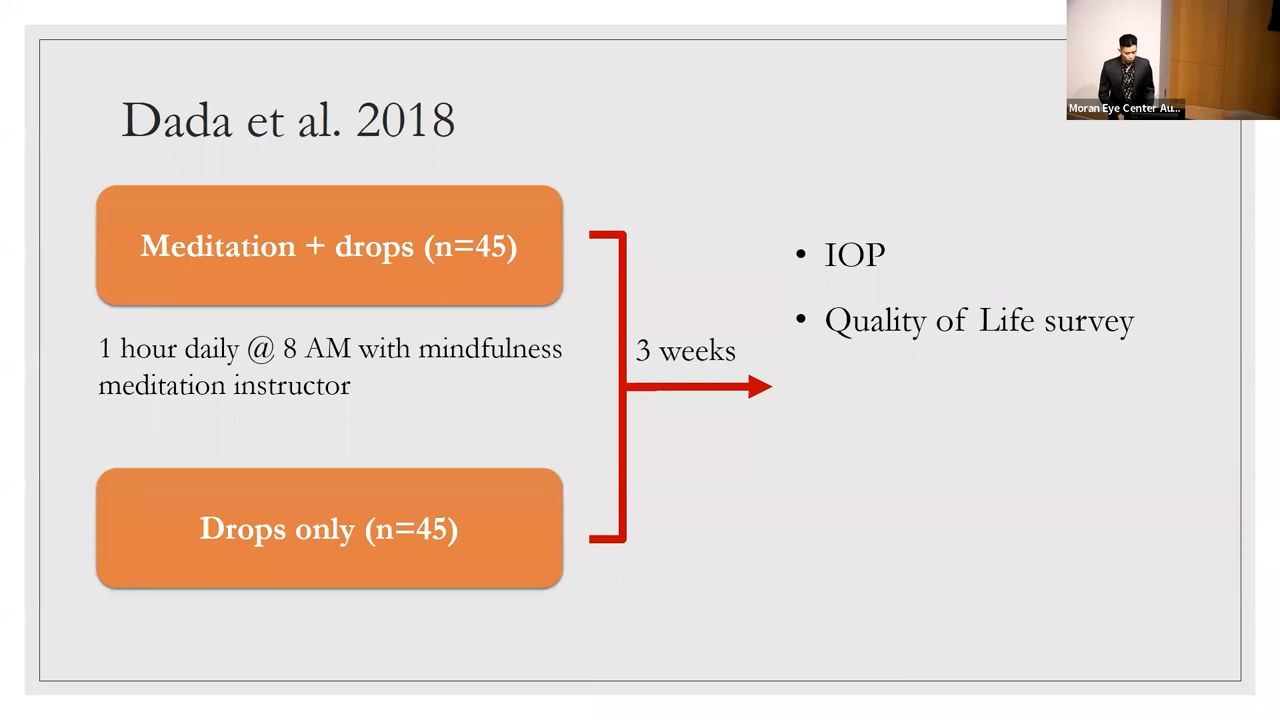 Dada et al. 2018
Meditation + drops (n=45)
1 hour daily @ 8 AM with mindfulness
meditation instructor
Drops only (n=45)
3 weeks
• IOP
• Quality of Life survey
Moran Eye Center Au...